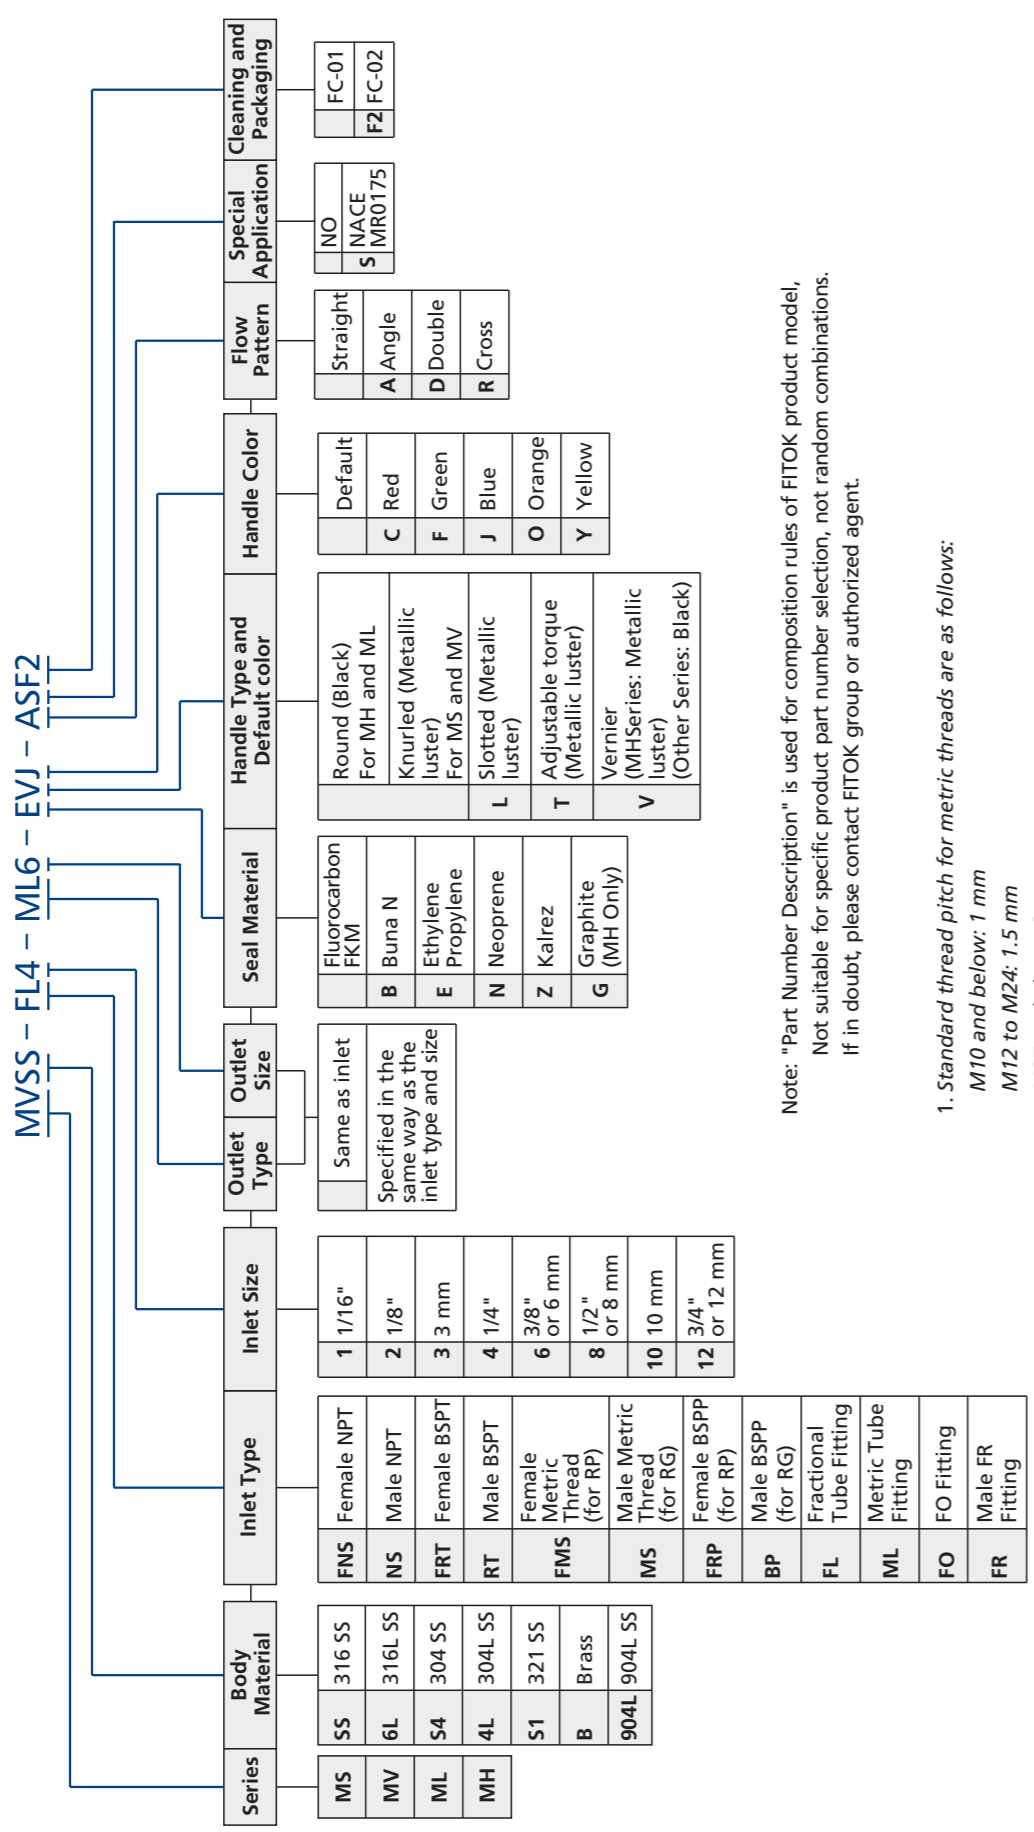 MVSS – FL4 – ML6 – EVJ – ASF2
Series
MS
MV
ML
MH
Body
Material
SS 316 SS
6L 316L SS
S4 304 SS
4L 304L SS
S1 321 SS
B Brass
904L 904L SS
Inlet Type
FNS Female NPT
NS Male NPT
FRT Female BSPT
RT Male BSPT
FMS Female
Metric
Thread
(for RP)
MS Male Metric
Thread
(for RG)
FRP Female BSPP
(for RP)
BP Male BSPP
(for RG)
FL Fractional
Tube Fitting
ML Metric Tube
Fitting
FO FO Fitting
FR Male FR
Fitting
Inlet Size
1 1/16"
2 1/8"
3 3 mm
4 1/4"
6 3/8"
or 6 mm
8 1/2"
or 8 mm
10 10 mm
12 3/4"
or 12 mm
Outlet
Type
Outlet
Size
Same as inlet
Specified in the
same way as the
inlet type and size
Seal Material
Fluorocarbon
FKM
B Buna N
E Ethylene
Propylene
N Neoprene
Z Kalrez
G Graphite
(MH Only)
Handle Type and
Default color
Round (Black)
For MH and ML
Knurled (Metallic
luster)
For MS and MV
L Slotted (Metallic
luster)
T Adjustable torque
(Metallic luster)
V Vernier
(MHSeries: Metallic
luster)
(Other Series: Black)
Handle Color
Default
C Red
F Green
J Blue
O Orange
Y Yellow
Flow
Pattern
Straight
A Angle
D Double
R Cross
Special
Application
NO
S NACE
MR0175
Cleaning and
Packaging
FC-01
F2 FC-02
Note: "Part Number Description" is used for composition rules of FITOK product model,
Not suitable for specific product part number selection, not random combinations.
If in doubt, please contact FITOK group or authorized agent.
1. Standard thread pitch for metric threads are as follows:
M10 and below: 1 mm
M12 to M24: 1.5 mm